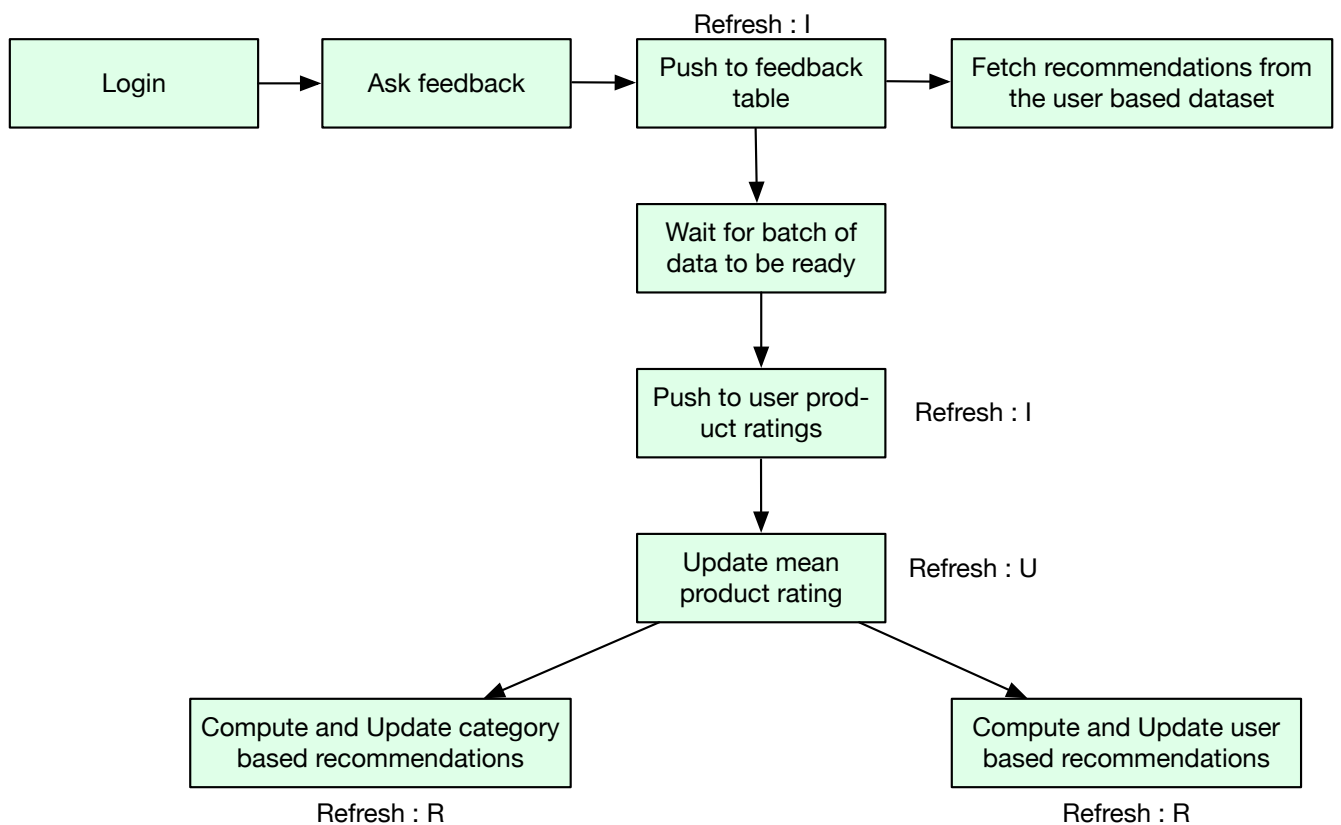 Refresh : I
Login
Ask feedback
Push to feedback
table
Fetch recommendations from
the user based dataset
Wait for batch of
data to be ready
Push to user prod-
uct ratings
Refresh : I
Update mean
product rating
Refresh : U
Compute and Update category
based recommendations
Refresh : R
Compute and Update user
based recommendations
Refresh : R